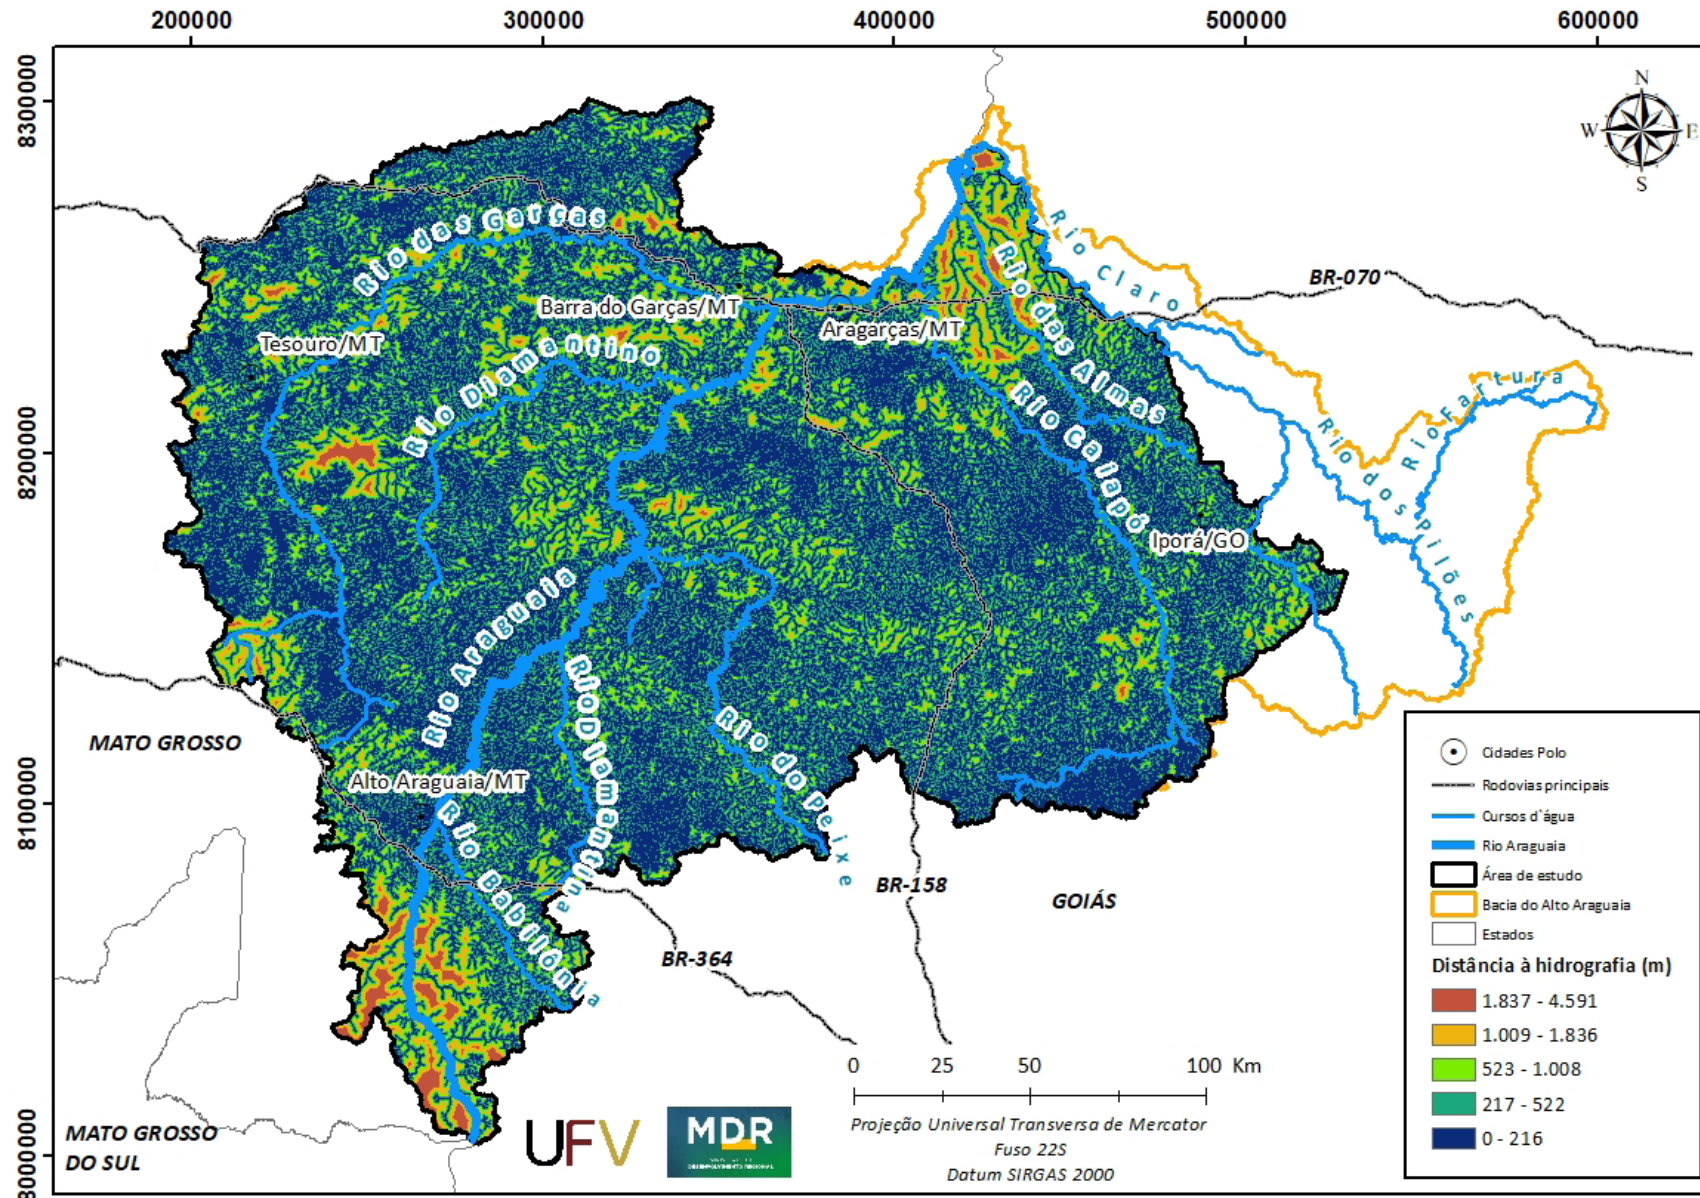 200000 300000 400000 500000 600000
8300000
8200000
8100000
8000000
N
W E
S
Rio das Garças
Rio Claro
BR-070
Barra do Garças/MT
Aragarças/MT
Tesouro/MT
Rio Diamantino
Rio das Almas
Rio Fartura
Rio Caiapó
Rio dos Pilões
Iporá/GO
Rio Araguaia
Rio Diamantina
Rio do Peixe
MATO GROSSO
Alto Araguaia/MT
Rio Babilônia
BR-158
GOIÁS
BR-364
MATO GROSSO
DO SUL
UFV
MDR
DESENVOLVIMENTO REGIONAL
0 25 50 100 Km
Projeção Universal Transversa de Mercator
Fuso 22S
Datum SIRGAS 2000
Cidades Polo
Rodovias principais
Cursos d`água
Rio Araguaia
Área de estudo
Bacia do Alto Araguaia
Estados
Distância à hidrografia (m)
1.837 - 4.591
1.009 - 1.836
523 - 1.008
217 - 522
0 - 216